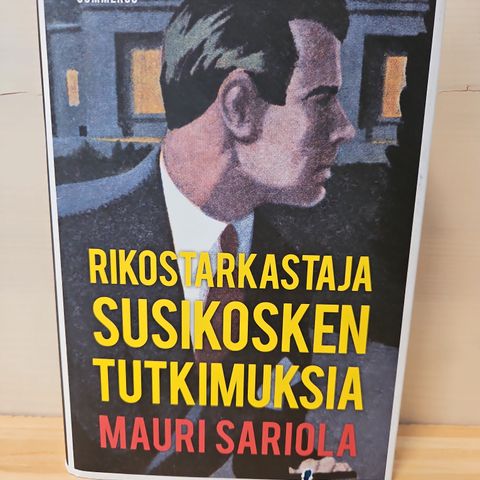 RIKOSTARKASTAJA
SUSIKOSKEN
TUTKIMUKSIA
MAURI SARIOLA